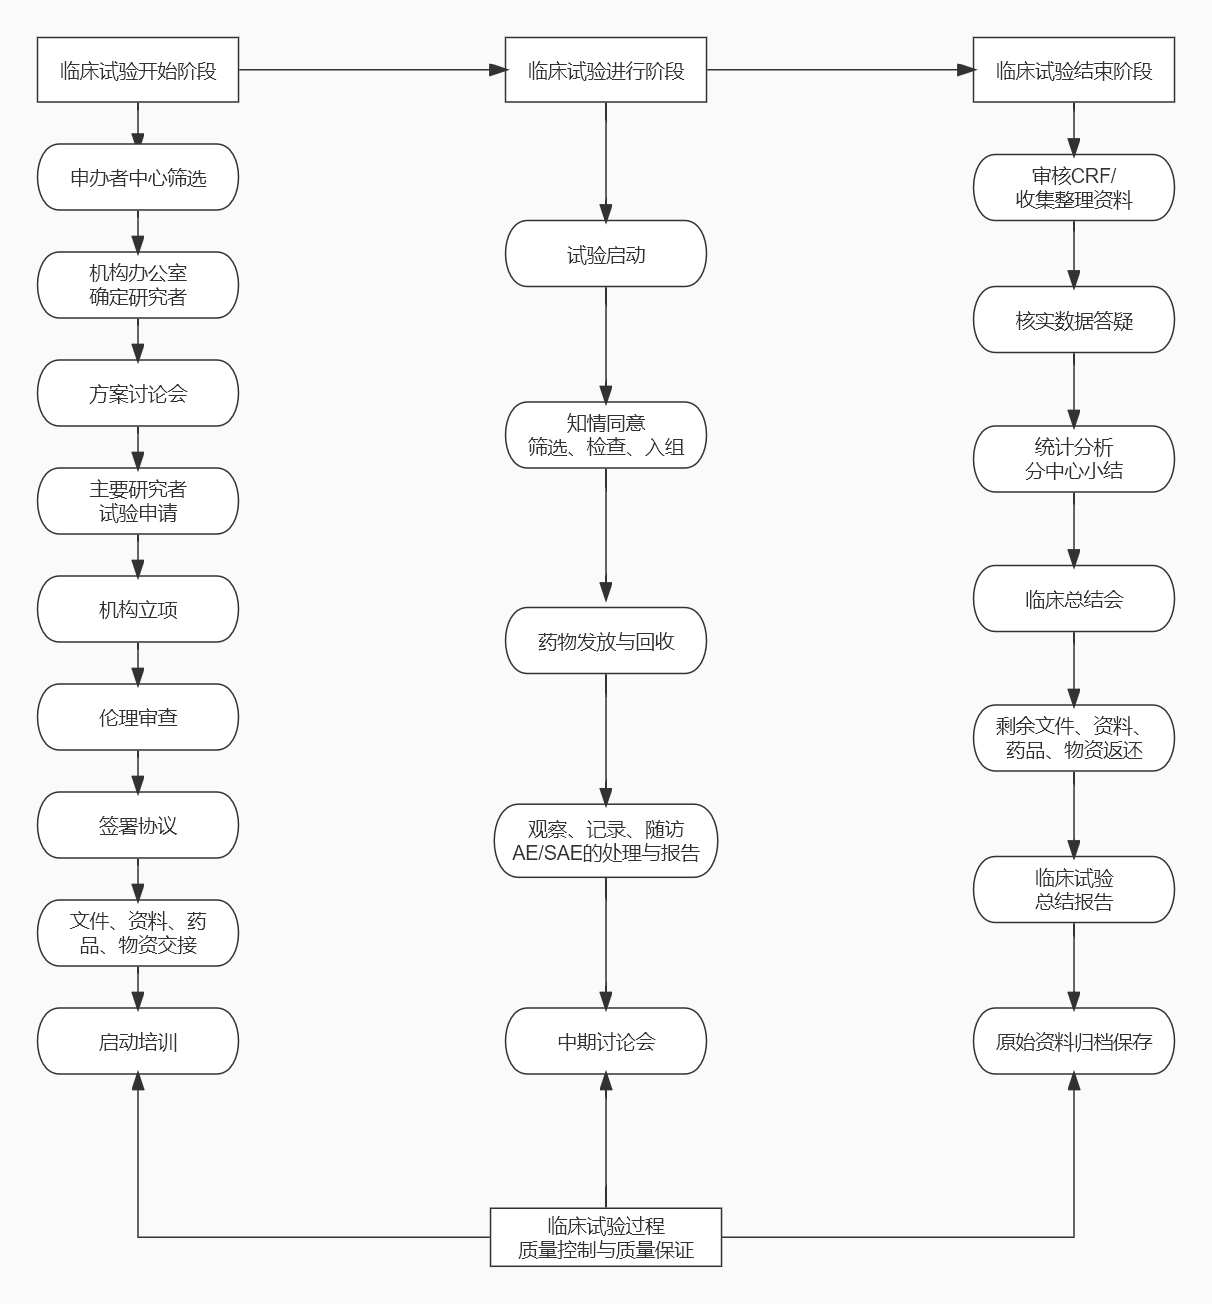 临床试验开始阶段
临床试验进行阶段
临床试验结束阶段
申办者中心筛选
机构办公室
确定研究者
方案讨论会
主要研究者
试验申请
机构立项
伦理审查
签署协议
文件、资料、药
品、物资交接
启动培训
试验启动
知情同意
筛选、检查、入组
药物发放与回收
观察、记录、随访
AE/SAE的处理与报告
中期讨论会
审核CRF/
收集整理资料
核实数据答疑
统计分析
分中心小结
临床总结会
剩余文件、资料、
药品、物资返还
临床试验
总结报告
原始资料归档保存
临床试验过程
质量控制与质量保证